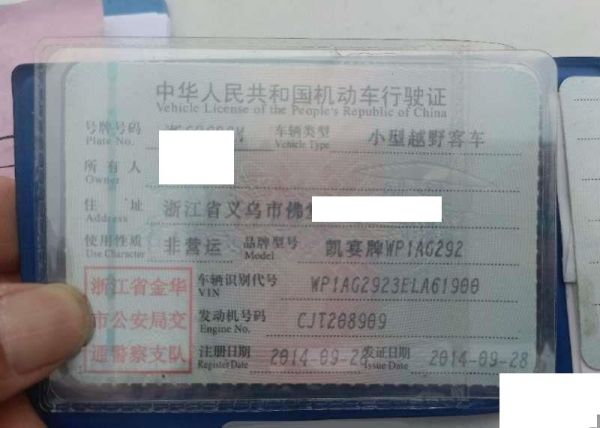 中华人民共和国机动车行驶证
Vehicle License of the People's Republic of China
号牌号码 车辆类型 小型越野客车
Plate No. Vehicle Type
所有人
Owner
住址 浙江省义乌市佛
Address
使用性质 非营运 品牌型号 凯宴牌WP1AG292
Use Character Model
浙江省金华 车辆识别代号 WP1AG2923ELA61900
VIN
市公安局交 发动机号码 CJT208909
Engine No.
通警察支队 注册日期 2014-09-28 发证日期 2014-09-28
Register Date Issue Date